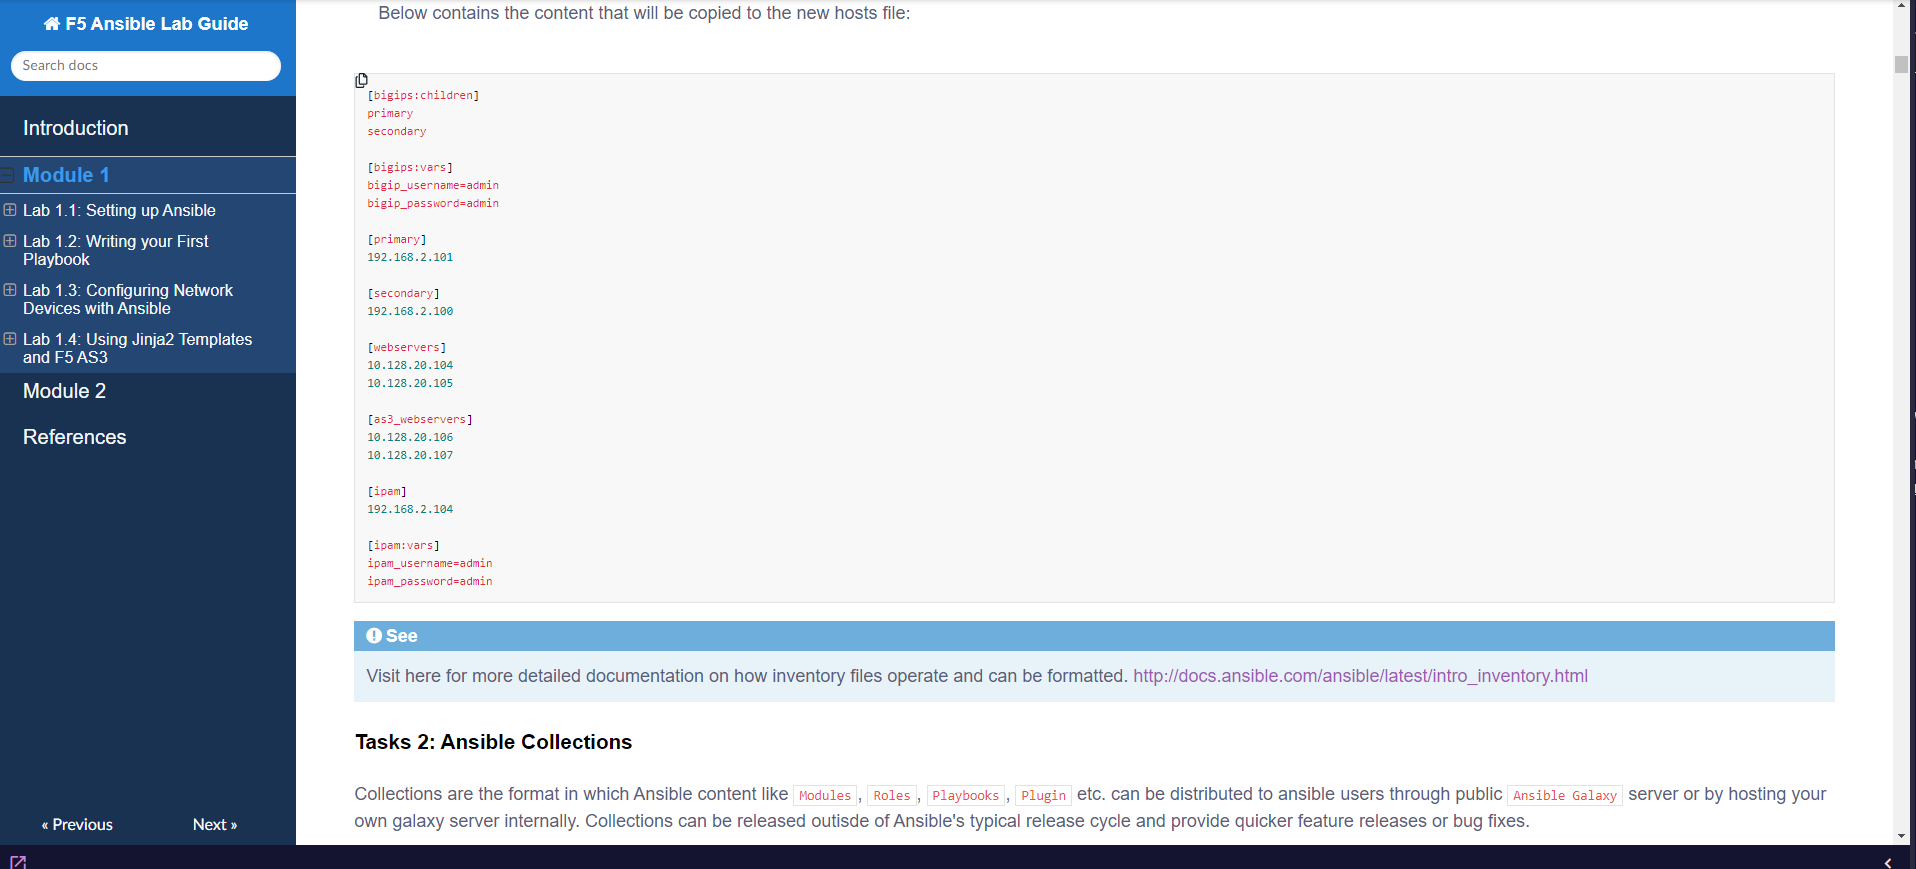 F5 Ansible Lab Guide
Search docs
Introduction
Module 1
Lab 1.1: Setting up Ansible
Lab 1.2: Writing your First
Playbook
Lab 1.3: Configuring Network
Devices with Ansible
Lab 1.4: Using Jinja2 Templates
and F5 AS3
Module 2
References
« Previous
Next »
Below contains the content that will be copied to the new hosts file:
[bigips:children]
primary
secondary
[bigips:vars]
bigip_username=admin
bigip_password=admin
[primary]
192.168.2.101
[secondary]
192.168.2.100
[webservers]
10.128.20.104
10.128.20.105
[as3_webservers]
10.128.20.106
10.128.20.107
[ipam]
192.168.2.104
[ipam:vars]
ipam_username=admin
ipam_password=admin
See
Visit here for more detailed documentation on how inventory files operate and can be formatted. http://docs.ansible.com/ansible/latest/intro_inventory.html
Tasks 2: Ansible Collections
Collections are the format in which Ansible content like Modules, Roles, Playbooks, Plugin etc. can be distributed to ansible users through public Ansible Galaxy server or by hosting your
own galaxy server internally. Collections can be released outisde of Ansible's typical release cycle and provide quicker feature releases or bug fixes.